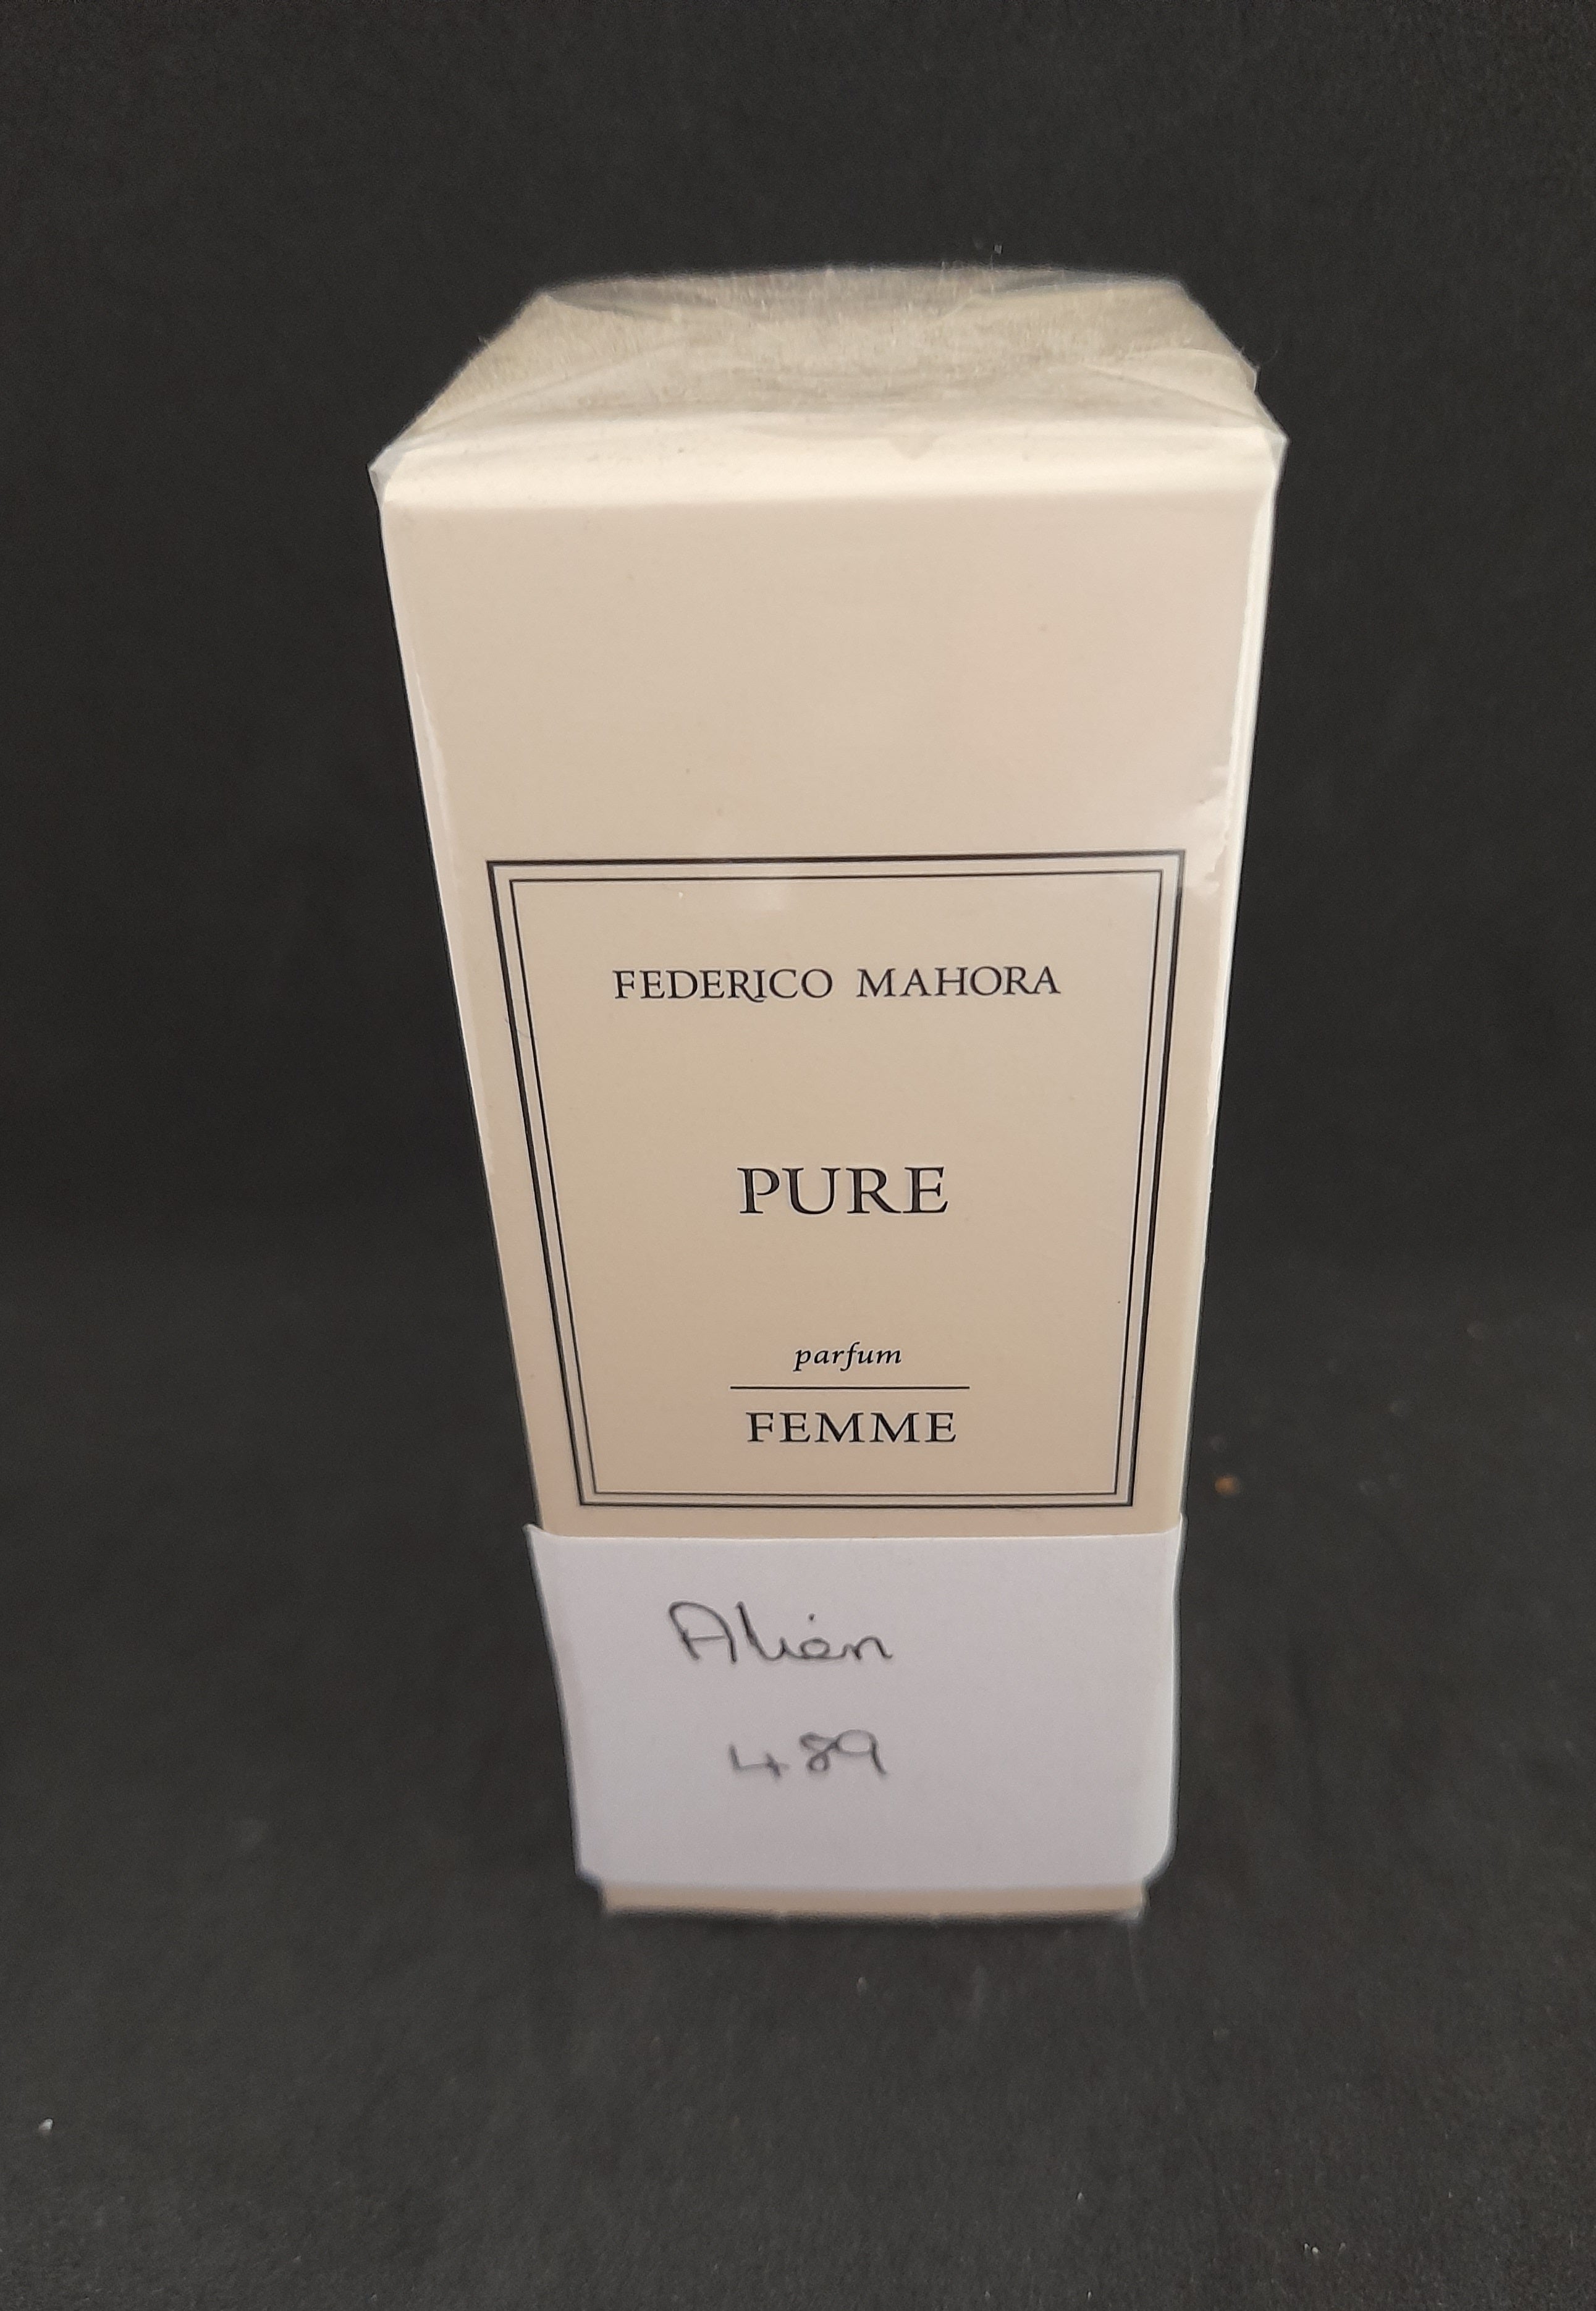 FEDERICO MAHORA
PURE
parfum
FEMME
Alien
489